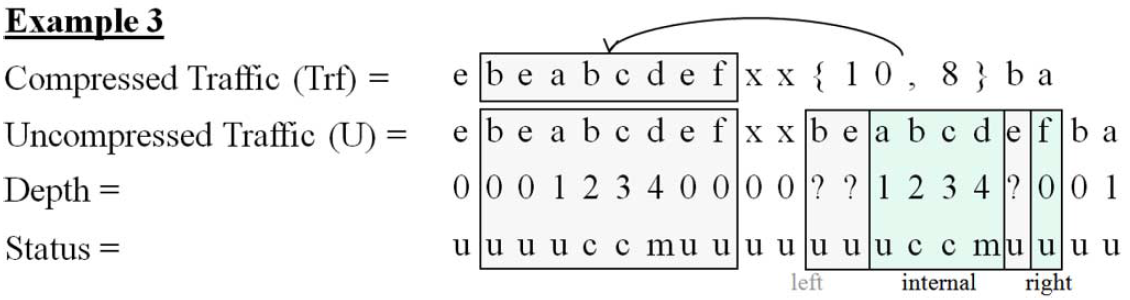 Example 3
Compressed Traffic (Trf) = e b e a b c d e f x x { 1 0 , 8 } b a
Uncompressed Traffic (U) = e b e a b c d e f x x b e a b c d e f b a
Depth = 0 0 0 1 2 3 4 0 0 0 0 ? ? 1 2 3 4 ? 0 0 1
Status = u u u u c c m u u u u u u u c c m u u u u
left internal right